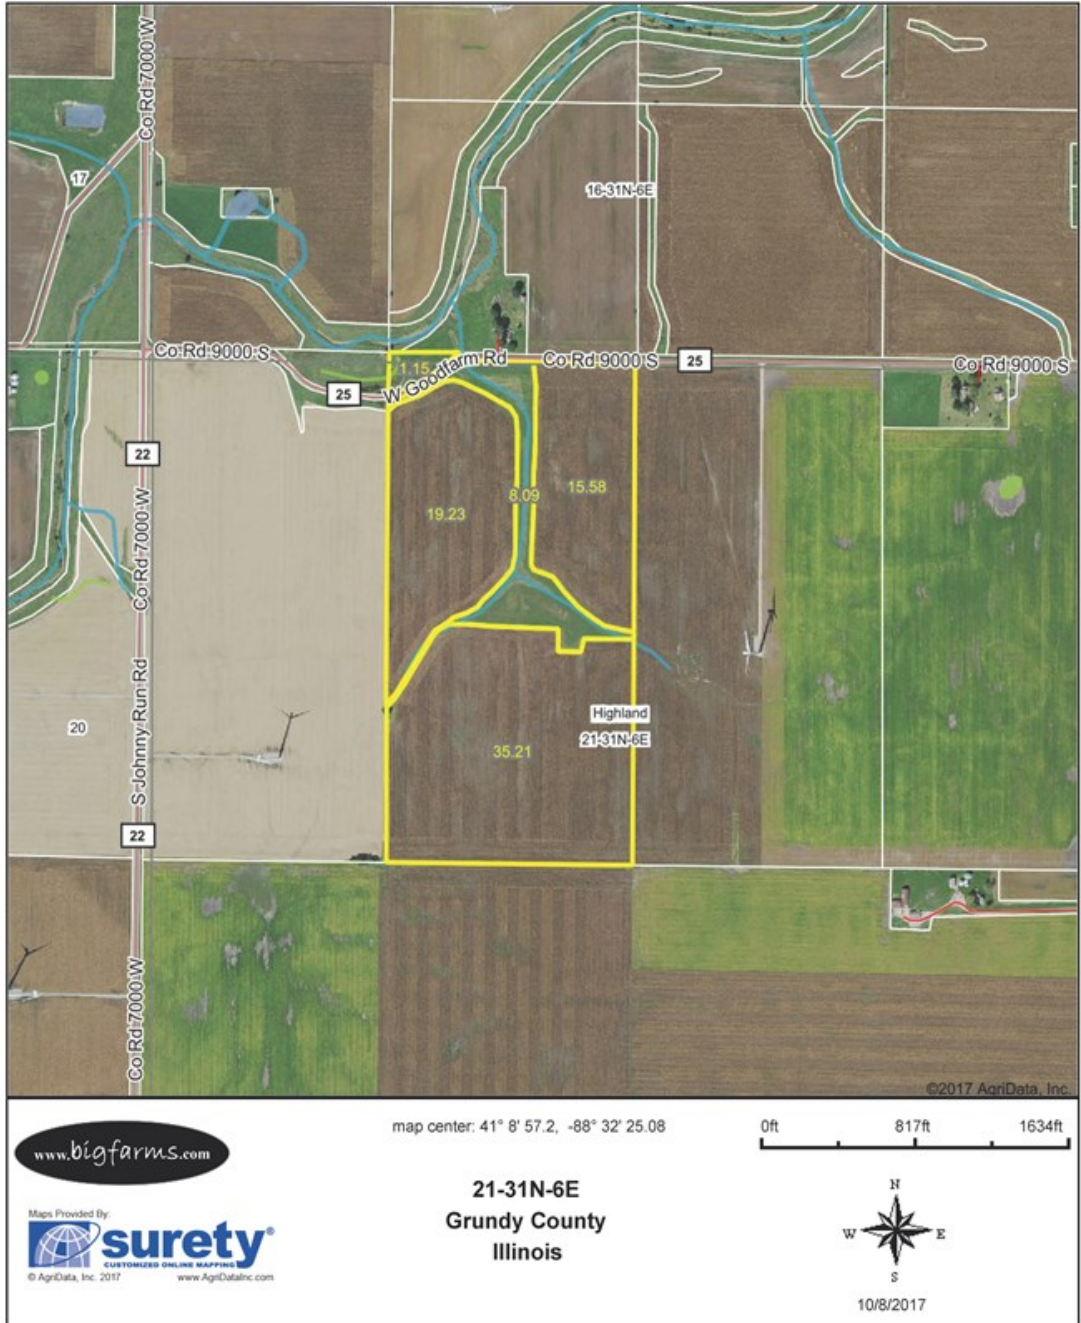 Co Rd 7000 W
17
16-31N-6E
Co Rd 9000 S
1.15
W Goodfarm Rd
Co Rd 9000 S
25
Co Rd 9000 S
25
22
Co Rd 7000 W
19.23
8.09
15.58
S Johnny Run Rd
20
Highland
21-31N-6E
35.21
22
Co Rd 7000 W
©2017 AgriData, Inc.
www.bigfarms.com
map center: 41° 8' 57.2, -88° 32' 25.08
0ft 817ft 1634ft
21-31N-6E
Grundy County
Illinois
Maps Provided By:
surety®
CUSTOMIZED ONLINE MAPPING
© AgriData, Inc. 2017 www.AgriDataInc.com
N
W E
S
10/8/2017